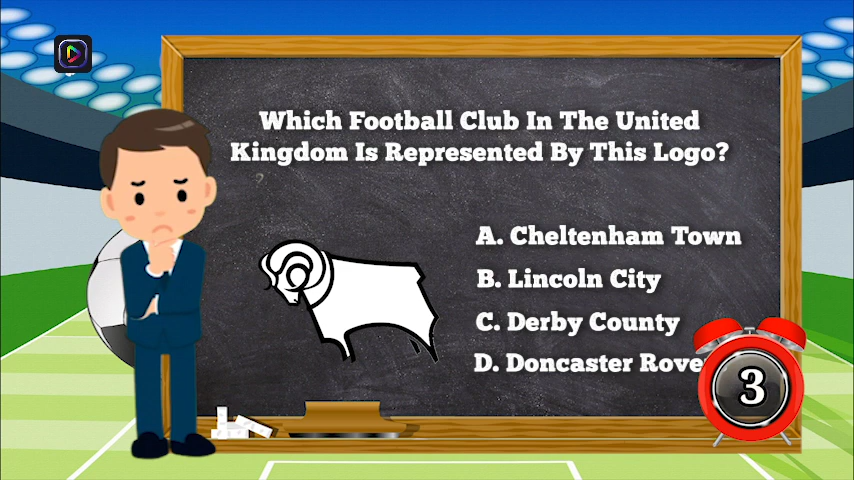 Which Football Club In The United
Kingdom Is Represented By This Logo?
A. Cheltenham Town
B. Lincoln City
C. Derby County
D. Doncaster Rove
3